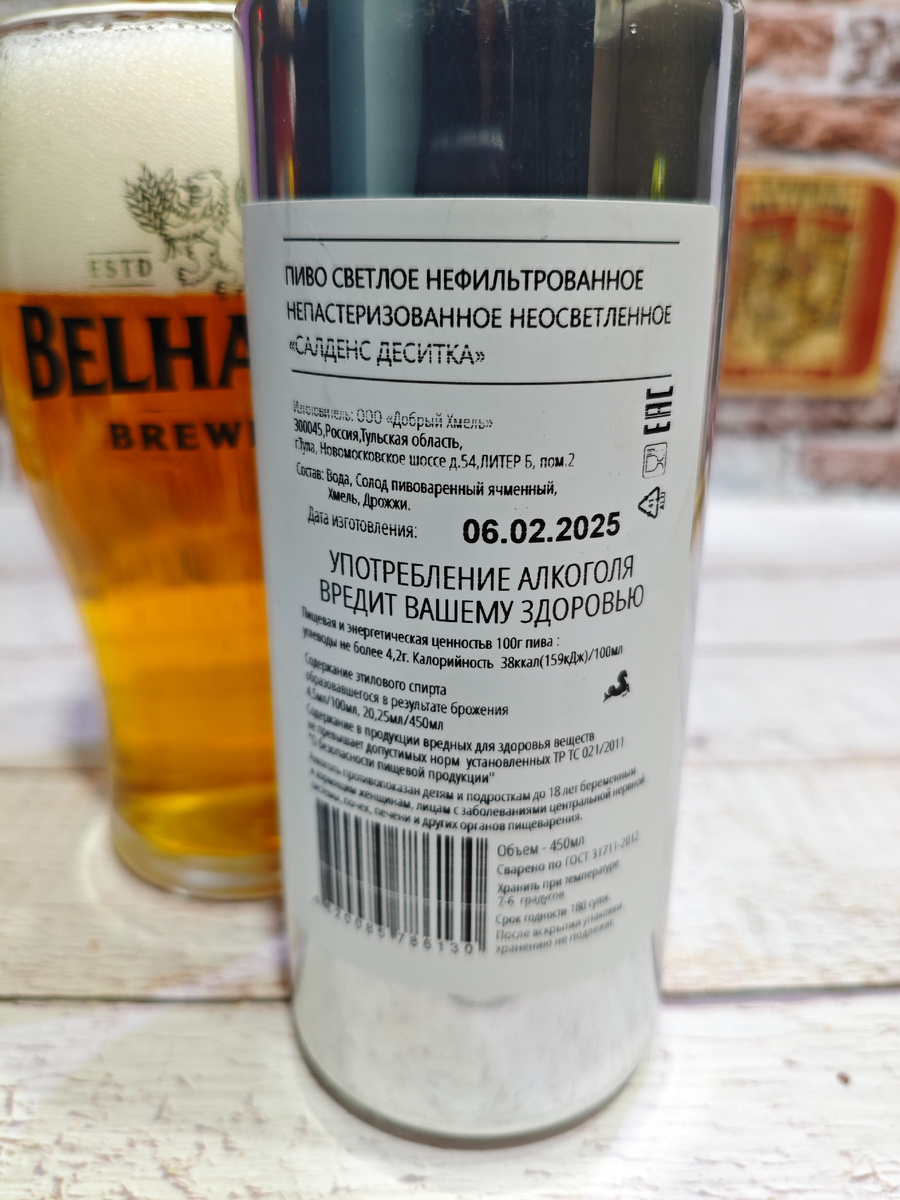 ESTD
BELHA
BREW
ПИВО СВЕТЛОЕ НЕФИЛЬТРОВАННОЕ
НЕПАСТЕРИЗОВАННОЕ НЕОСВЕТЛЕННОЕ
«САЛДЕНС ДЕСИТКА»
Изготовитель: ООО «Добрый Хмель»
300045,Россия,Тульская область,
г.Тула, Новомосковское шоссе д.54,ЛИТЕР Б, пом.2
Состав: Вода, Солод пивоваренный ячменный,
Хмель, Дрожжи.
Дата изготовления: 06.02.2025
EAC
ALU
УПОТРЕБЛЕНИЕ АЛКОГОЛЯ
ВРЕДИТ ВАШЕМУ ЗДОРОВЬЮ
Пищевая и энергетическая ценностьв 100г пива :
углеводы не более 4,2г. Калорийность 38ккал(159кДж)/100мл
Содержание этилового спирта
образовавшегося в результате брожения
4,5мл/100мл, 20,25мл/450мл
Содержание в продукции вредных для здоровья веществ
не превышает допустимых норм установленных ТР ТС 021/2011
"О безопасности пищевой продукции"
Алкоголь противопоказан детям и подросткам до 18 лет беременным
и кормящим женщинам, лицам с заболеваниями центральной нервной
системы, почек, печени и других органов пищеварения.
Объем - 450мл
Сварено по ГОСТ 31711-2012
Хранить при температуре
2-6 градусов
Срок годности 180 суток.
После вскрытия упаковки
хранению не подлежит.